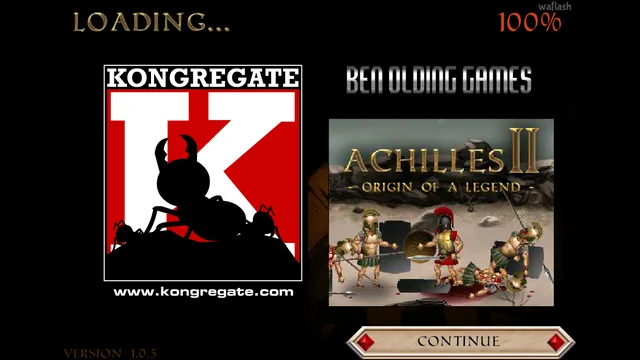 waflash
LOADING...
100%
KONGREGATE
K
www.kongregate.com
BEN OLDING GAMES
ACHILLES II
- ORIGIN OF A LEGEND -
CONTINUE
VERSION 1.0.5